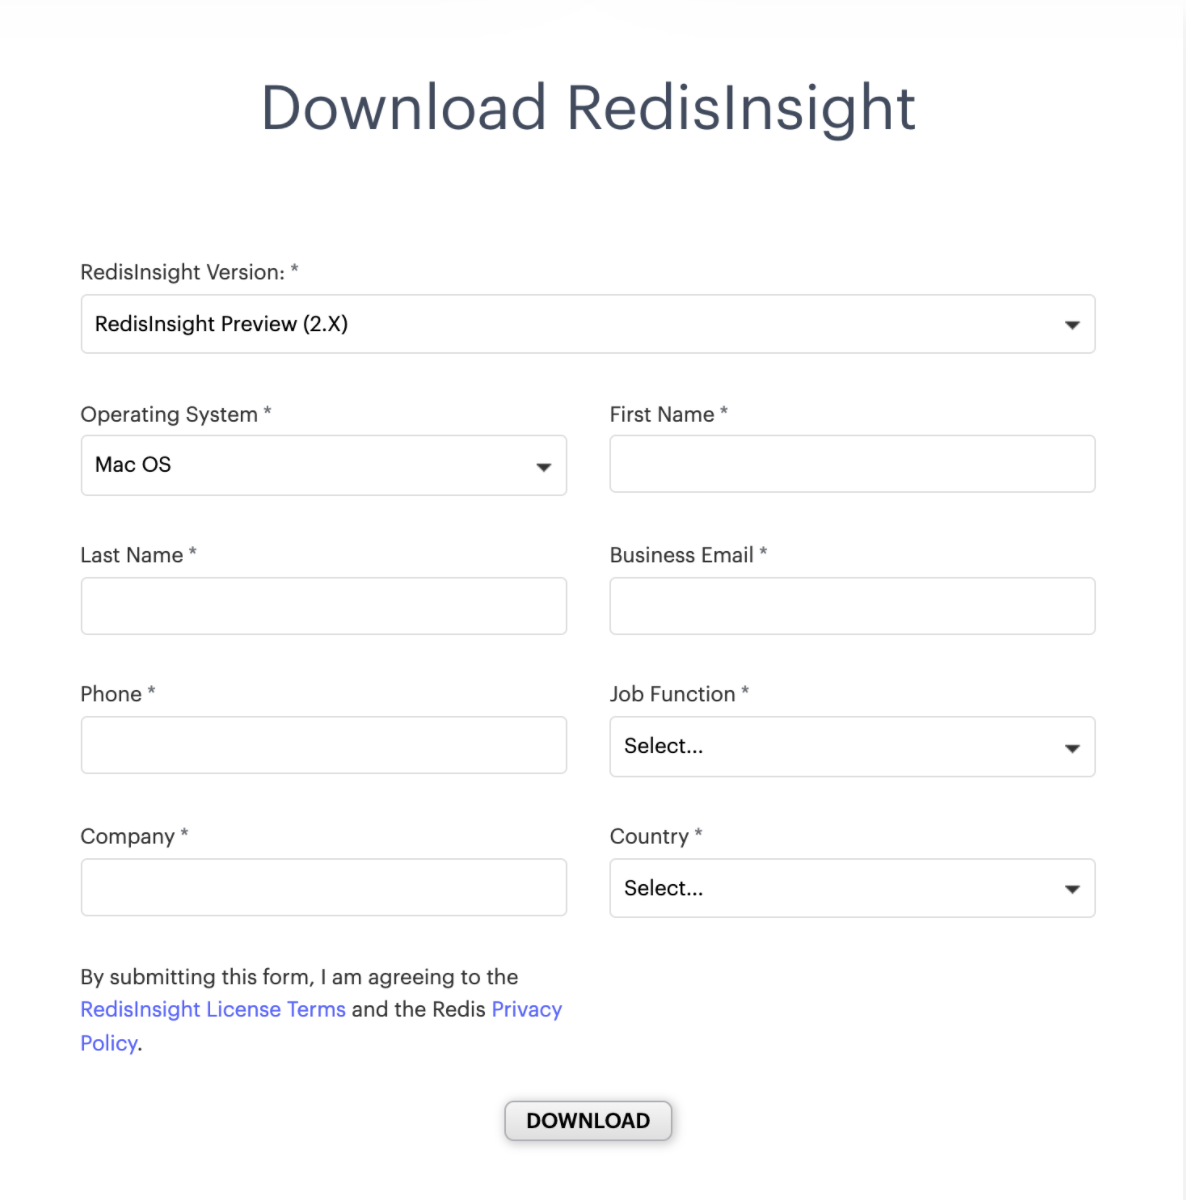 Download RedisInsight
RedisInsight Version: *
RedisInsight Preview (2.X)
Operating System *
Mac OS
First Name *
Last Name *
Business Email *
Phone *
Job Function *
Select...
Company *
Country *
Select...
By submitting this form, I am agreeing to the
RedisInsight License Terms and the Redis Privacy
Policy.
DOWNLOAD